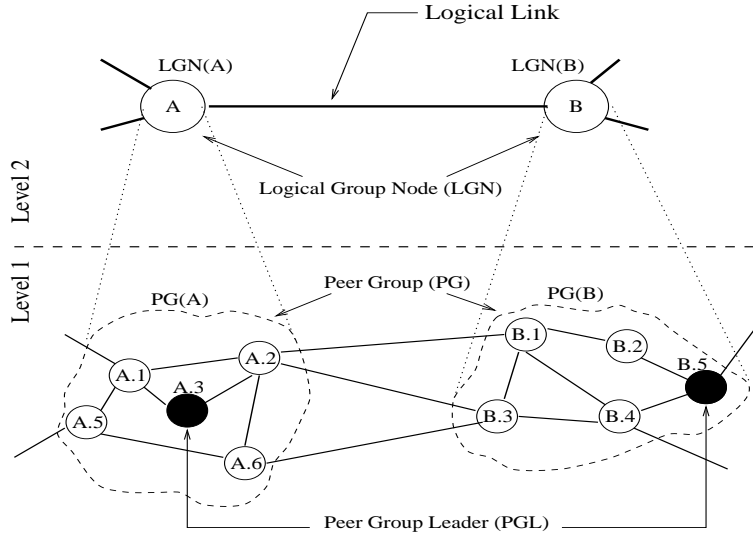 Logical Link
LGN(A)
LGN(B)
A
B
Logical Group Node (LGN)
Level 2
Level 1
Peer Group (PG)
PG(A)
PG(B)
B.1
B.2
A.2
B.5
A.1
A.3
B.3
B.4
A.5
A.6
Peer Group Leader (PGL)